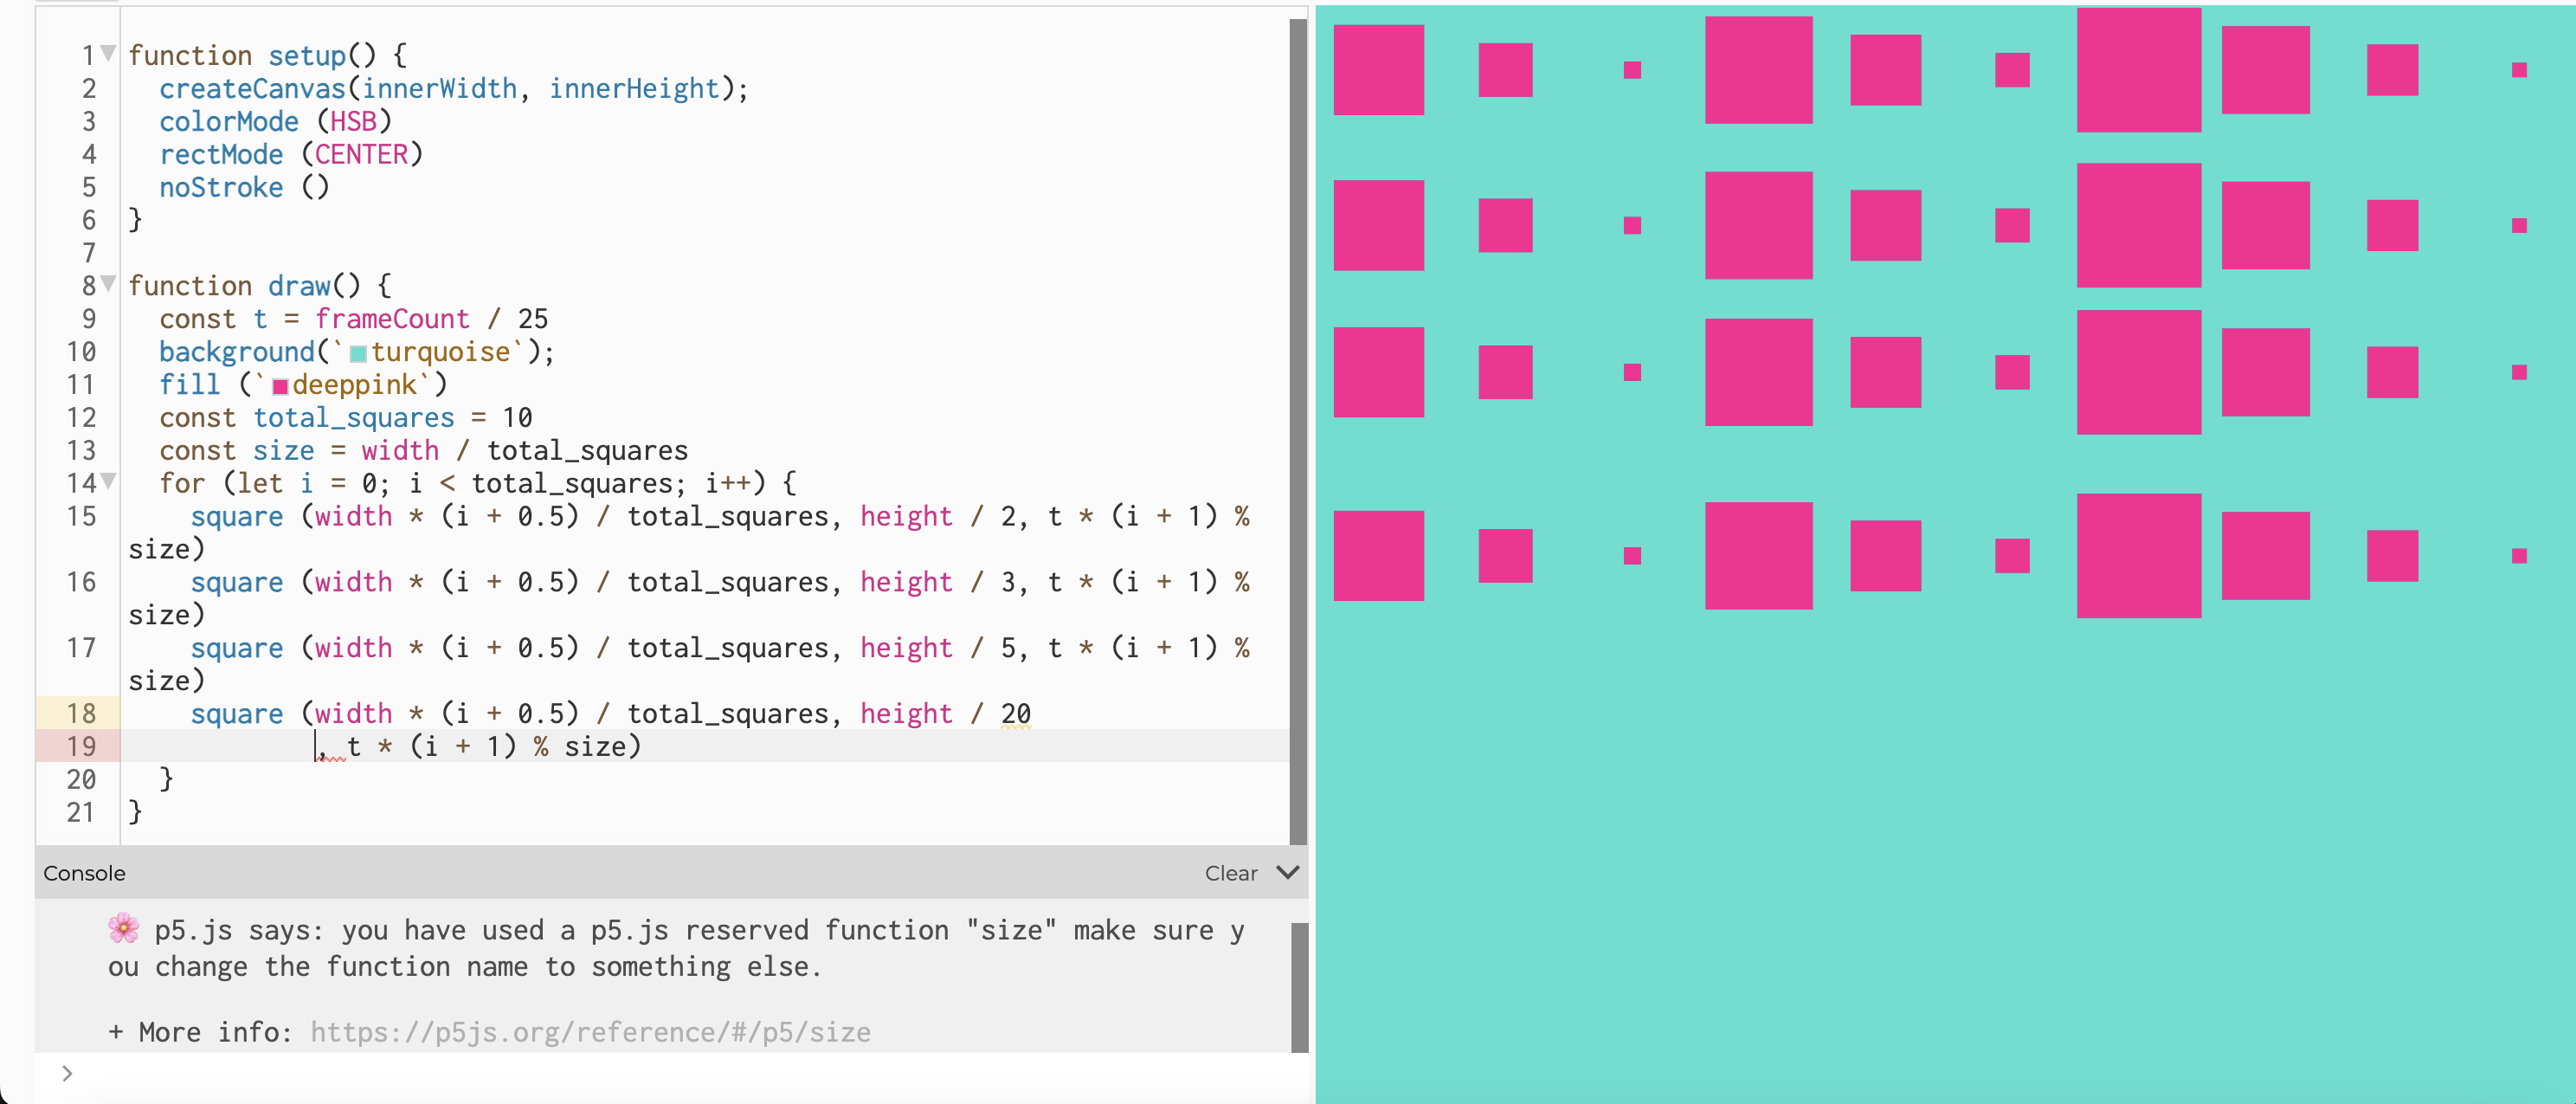 1 function setup() {
2 createCanvas(innerWidth, innerHeight);
3 colorMode (HSB)
4 rectMode (CENTER)
5 noStroke ()
6 }
7
8 function draw() {
9 const t = frameCount / 25
10 background(`turquoise`);
11 fill (`deeppink`)
12 const total_squares = 10
13 const size = width / total_squares
14 for (let i = 0; i < total_squares; i++) {
15 square (width * (i + 0.5) / total_squares, height / 2, t * (i + 1) %
size)
16 square (width * (i + 0.5) / total_squares, height / 3, t * (i + 1) %
size)
17 square (width * (i + 0.5) / total_squares, height / 5, t * (i + 1) %
size)
18 square (width * (i + 0.5) / total_squares, height / 20
19 , t * (i + 1) % size)
20 }
21 }
Console Clear
🌸 p5.js says: you have used a p5.js reserved function "size" make sure y
ou change the function name to something else.
+ More info: https://p5js.org/reference/#/p5/size
>